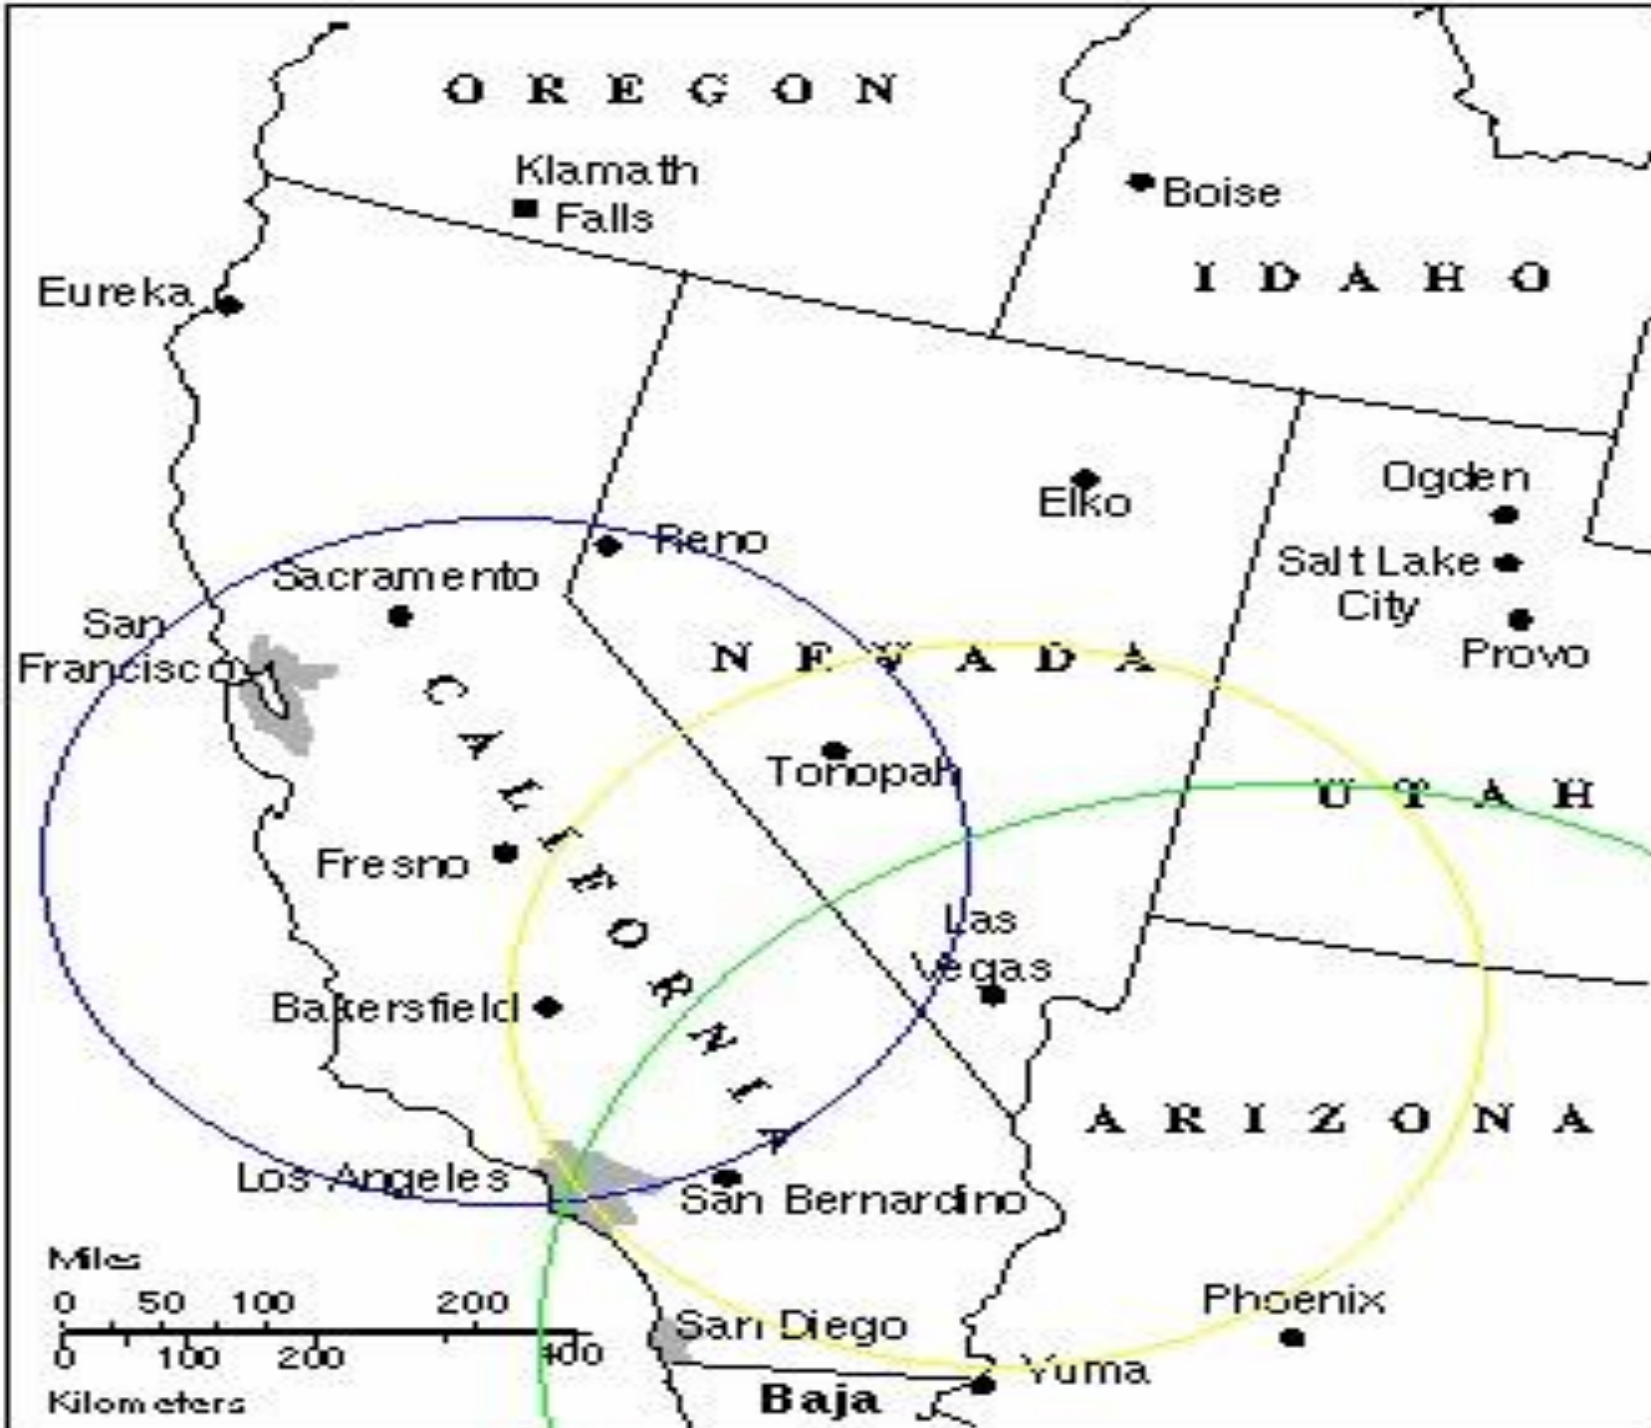 OREGON
Klamath
Falls
Boise
IDAHO
Eureka
Elko
Ogden
Reno
Salt Lake
City
Sacramento
San
Francisco
Provo
NEVADA
CALIFORNIA
Tonopah
UTAH
Fresno
Las
Vegas
Bakersfield
ARIZONA
Los Angeles
San Bernardino
Miles
0 50 100 200
0 100 200 400
Kilometers
San Diego
Phoenix
Yuma
Baja